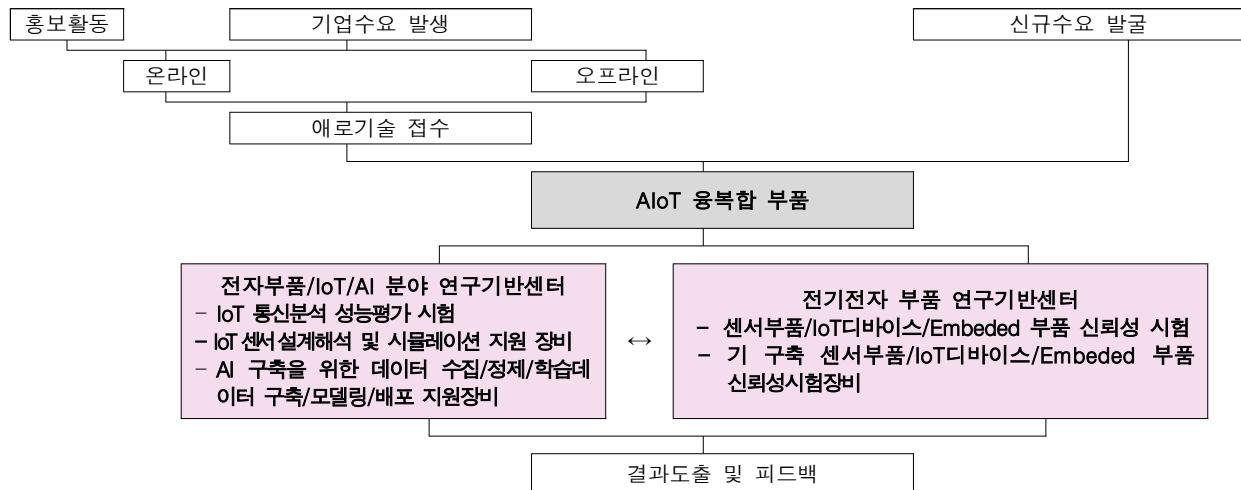 홍보활동
기업수요 발생
신규수요 발굴
온라인
오프라인
애로기술 접수
AIoT 융복합 부품
전자부품/IoT/AI 분야 연구기반센터
– IoT 통신분석 성능평가 시험
– IoT 센서 설계해석 및 시뮬레이션 지원 장비
– AI 구축을 위한 데이터 수집/정제/학습데
이터 구축/모델링/배포 지원장비
↔
전기전자 부품 연구기반센터
– 센서부품/IoT디바이스/Embeded 부품 신뢰성 시험
– 기 구축 센서부품/IoT디바이스/Embeded 부품
신뢰성시험장비
결과도출 및 피드백